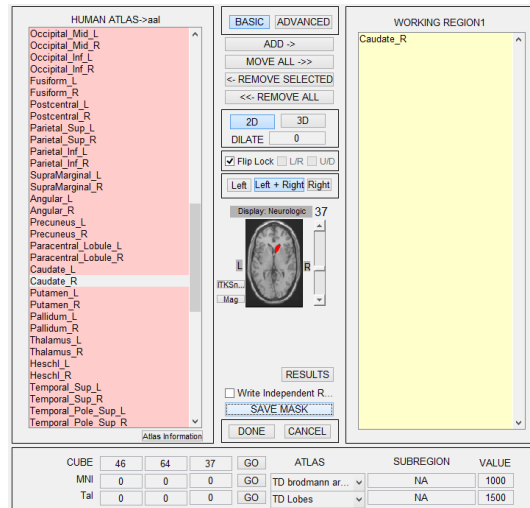 HUMAN ATLAS->aal
Occipital_Mid_L
Occipital_Mid_R
Occipital_Inf_L
Occipital_Inf_R
Fusiform_L
Fusiform_R
Postcentral_L
Postcentral_R
Parietal_Sup_L
Parietal_Sup_R
Parietal_Inf_L
Parietal_Inf_R
SupraMarginal_L
SupraMarginal_R
Angular_L
Angular_R
Precuneus_L
Precuneus_R
Paracentral_Lobule_L
Paracentral_Lobule_R
Caudate_L
Caudate_R
Putamen_L
Putamen_R
Pallidum_L
Pallidum_R
Thalamus_L
Thalamus_R
Heschl_L
Heschl_R
Temporal_Sup_L
Temporal_Sup_R
Temporal_Pole_Sup_L
Temporal_Pole_Sup_R
Atlas Information
BASIC ADVANCED
ADD ->
MOVE ALL ->>
<- REMOVE SELECTED
<<- REMOVE ALL
2D 3D
DILATE 0
Flip Lock L/R U/D
Left Left + Right Right
Display: Neurologic 37
L R
ITKSn...
Mag
RESULTS
Write Independent R...
SAVE MASK
DONE CANCEL
WORKING REGION1
Caudate_R
CUBE 46 64 37 GO ATLAS SUBREGION VALUE
MNI 0 0 0 GO TD brodmann ar... NA 1000
Tal 0 0 0 GO TD Lobes NA 1500